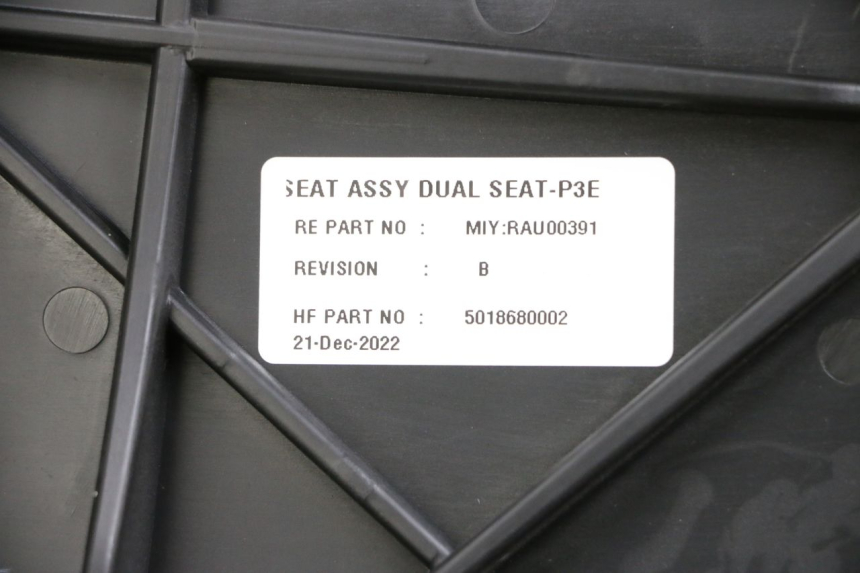 SEAT ASSY DUAL SEAT-P3E
RE PART NO : MIY:RAU00391
REVISION : B
HF PART NO : 5018680002
21-Dec-2022